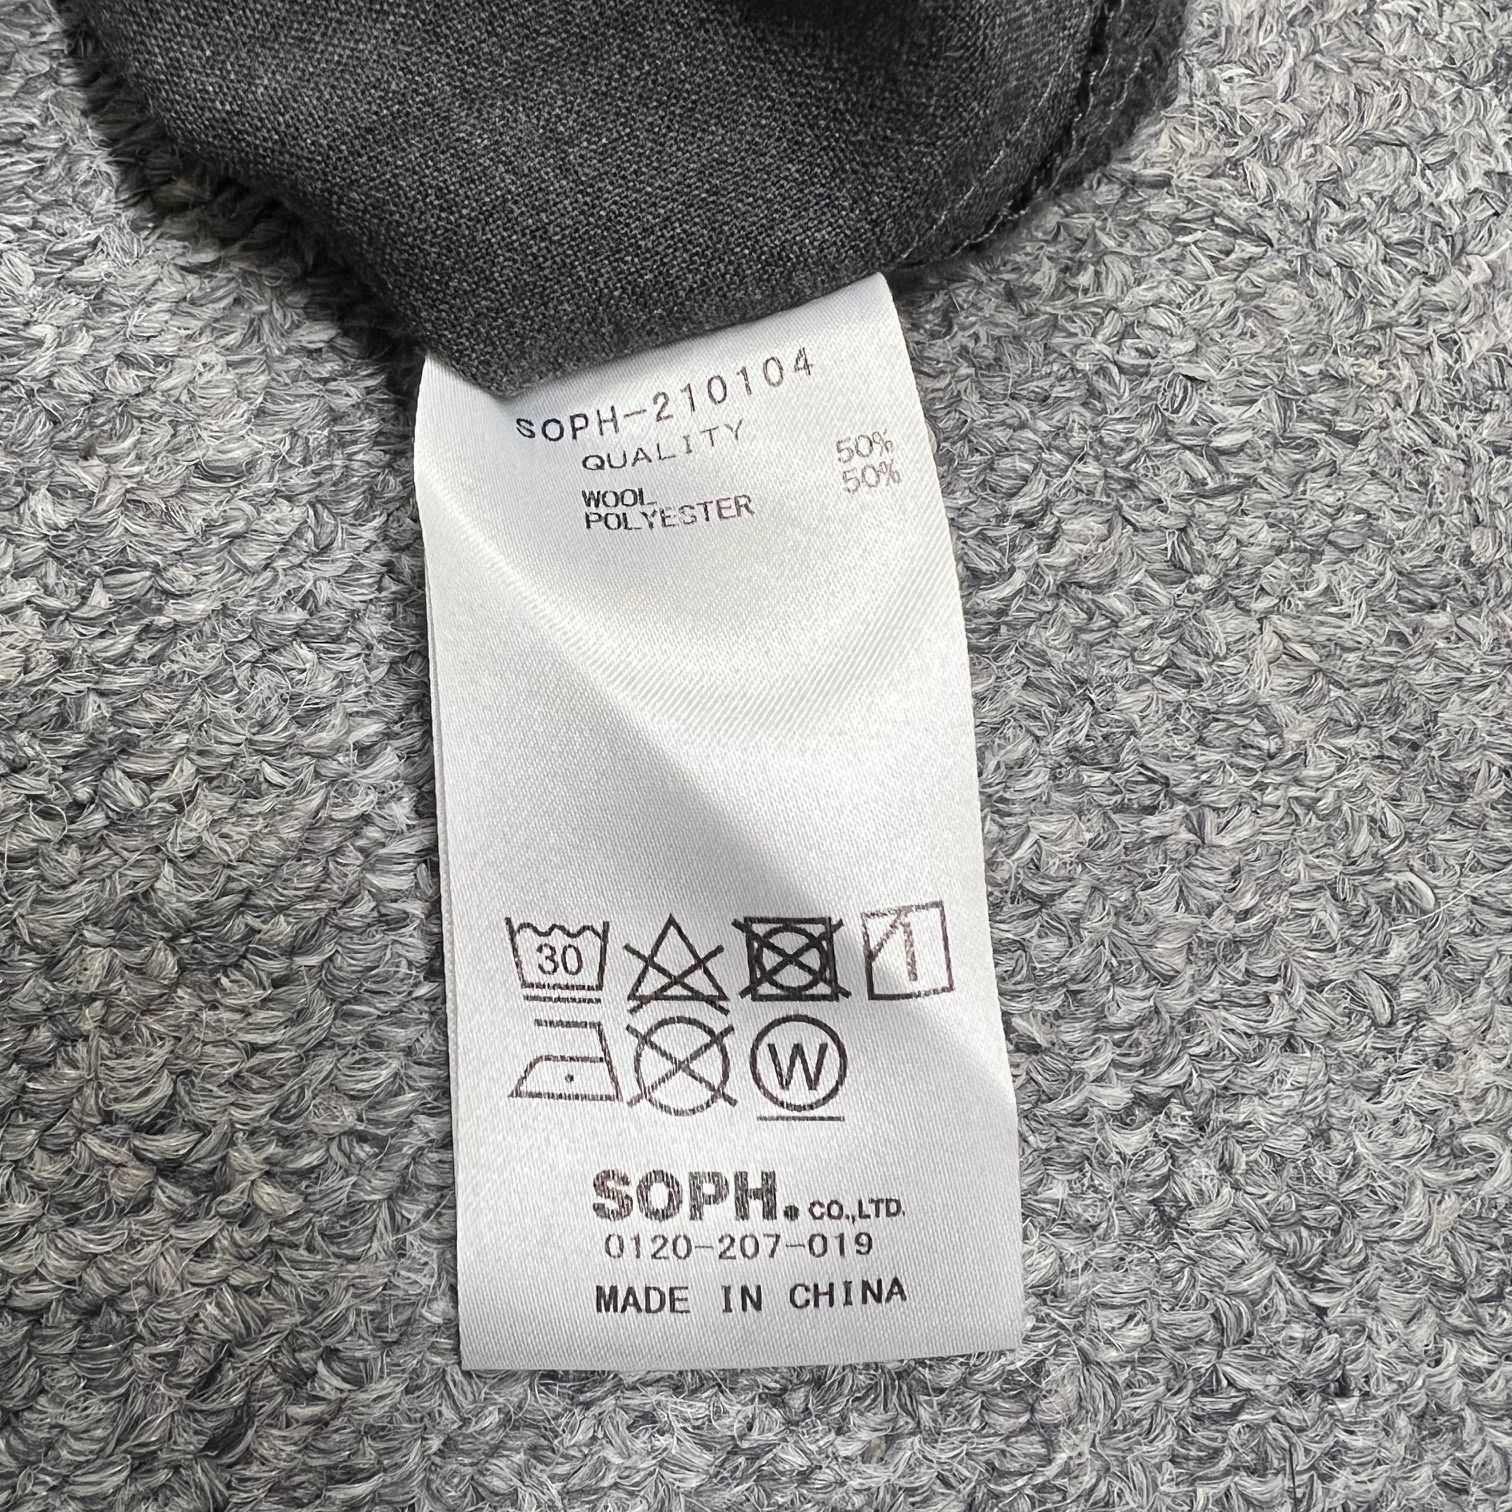 SOPH-210104
QUALITY
WOOL 50%
POLYESTER 50%
30
W
SOPH. CO.,LTD.
0120-207-019
MADE IN CHINA